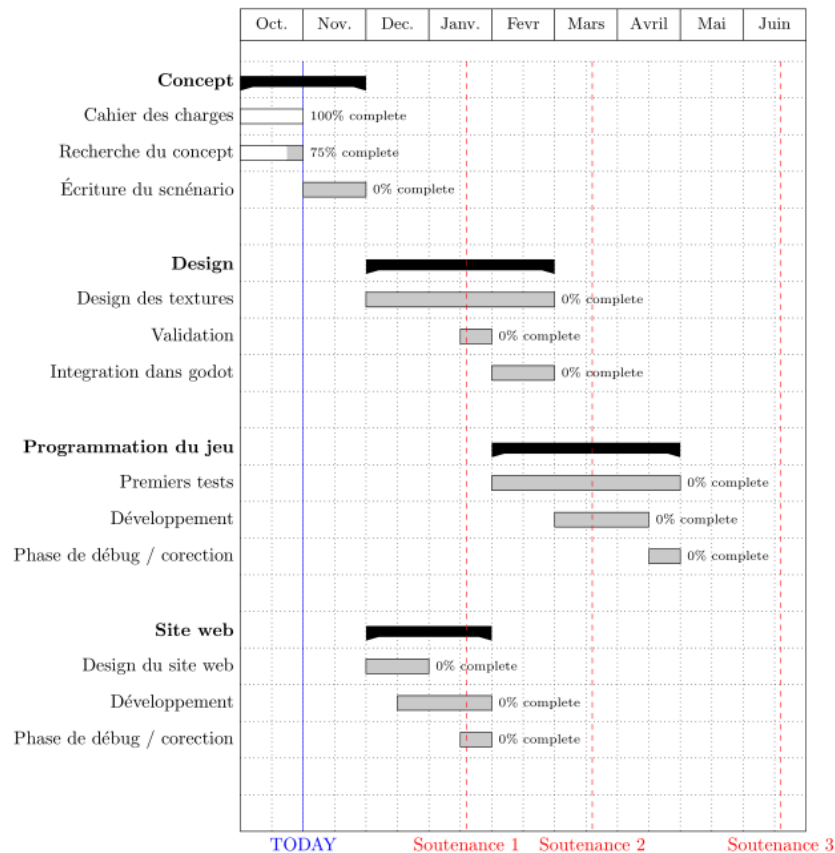 Oct. Nov. Dec. Janv. Fevr Mars Avril Mai Juin
Concept
Cahier des charges 100% complete
Recherche du concept 75% complete
Écriture du scnénario 0% complete
Design
Design des textures 0% complete
Validation 0% complete
Integration dans godot 0% complete
Programmation du jeu
Premiers tests 0% complete
Développement 0% complete
Phase de débug / corection 0% complete
Site web
Design du site web 0% complete
Développement 0% complete
Phase de débug / corection 0% complete
TODAY Soutenance 1 Soutenance 2 Soutenance 3